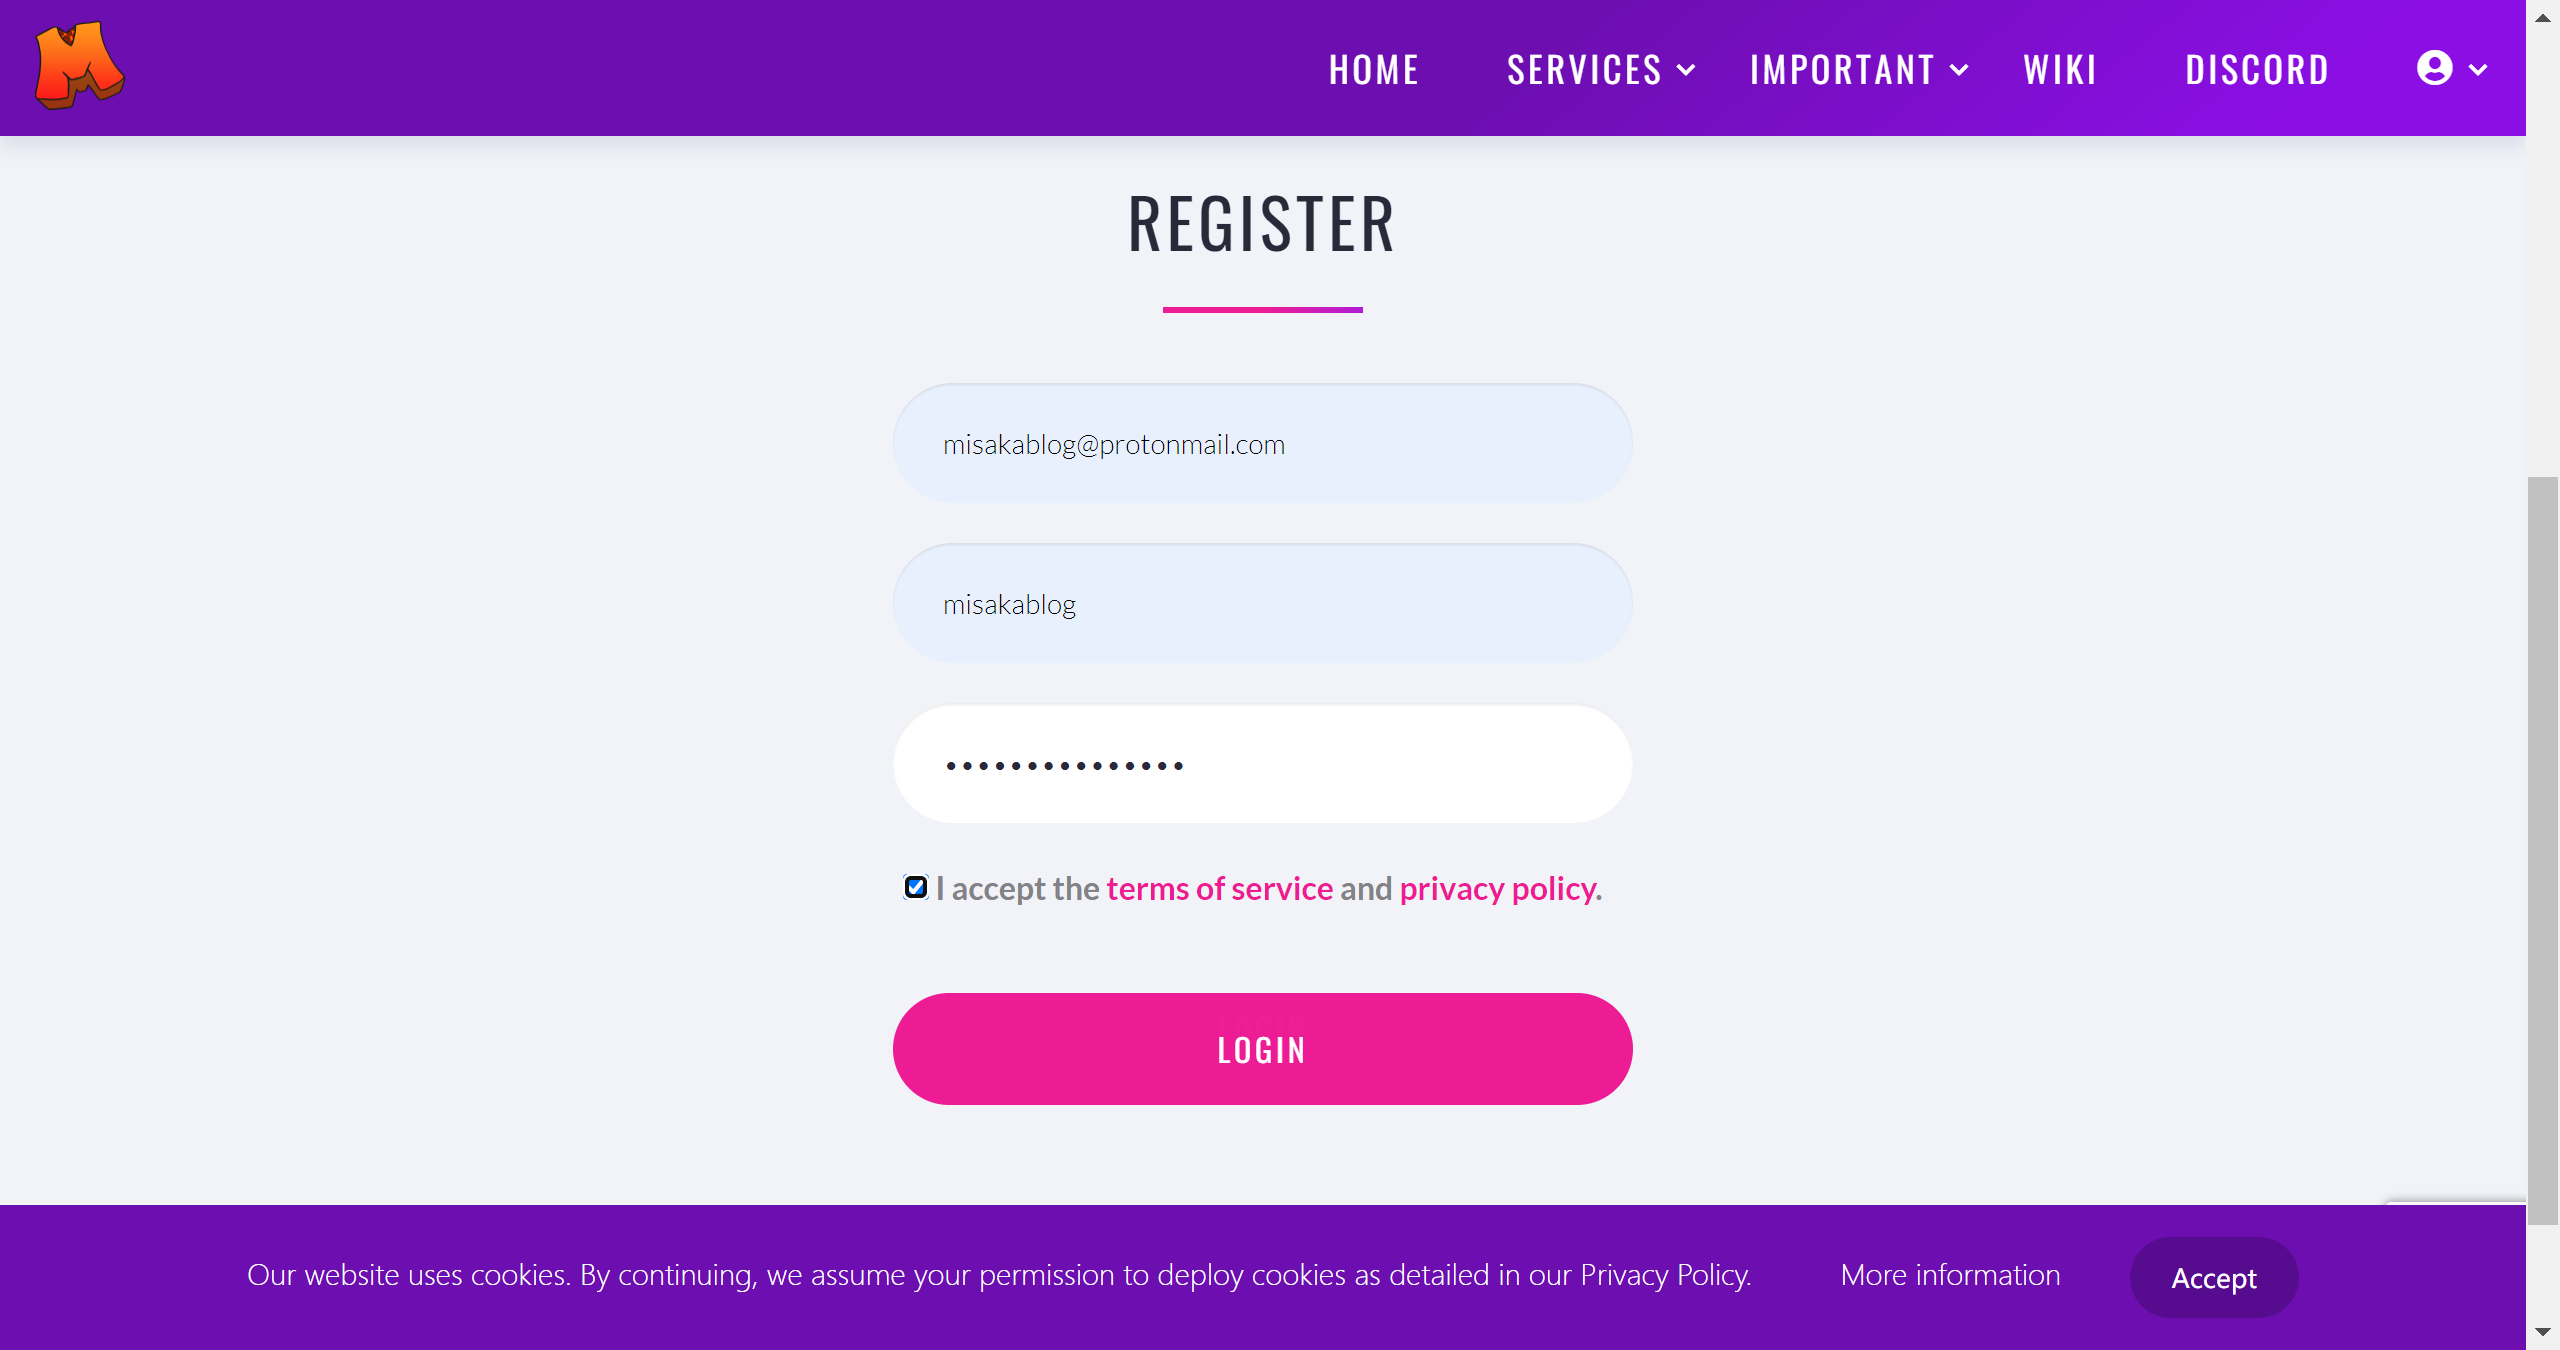 M
HOME SERVICES IMPORTANT WIKI DISCORD
REGISTER
misakablog@protonmail.com
misakablog
•••••••••••••••
I accept the terms of service and privacy policy.
LOGIN
Our website uses cookies. By continuing, we assume your permission to deploy cookies as detailed in our Privacy Policy. More information Accept